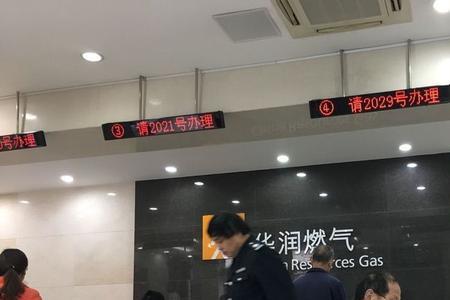 号办理
③ 请2021号办理
④ 请2029号办理
华润燃气
Resources Gas